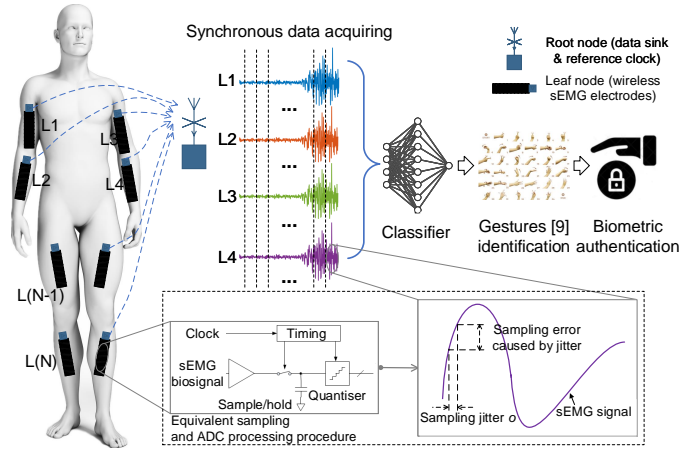 Synchronous data acquiring
Root node (data sink
& reference clock)
Leaf node (wireless
sEMG electrodes)
L1
L3
L2
L4
L(N-1)
L(N)
L1
...
L2
...
L3
...
L4
...
Classifier
Gestures [9]
identification
Biometric
authentication
Clock
Timing
sEMG
biosignal
Sample/hold
Quantiser
Equivalent sampling
and ADC processing procedure
Sampling error
caused by jitter
Sampling jitter σ
sEMG signal